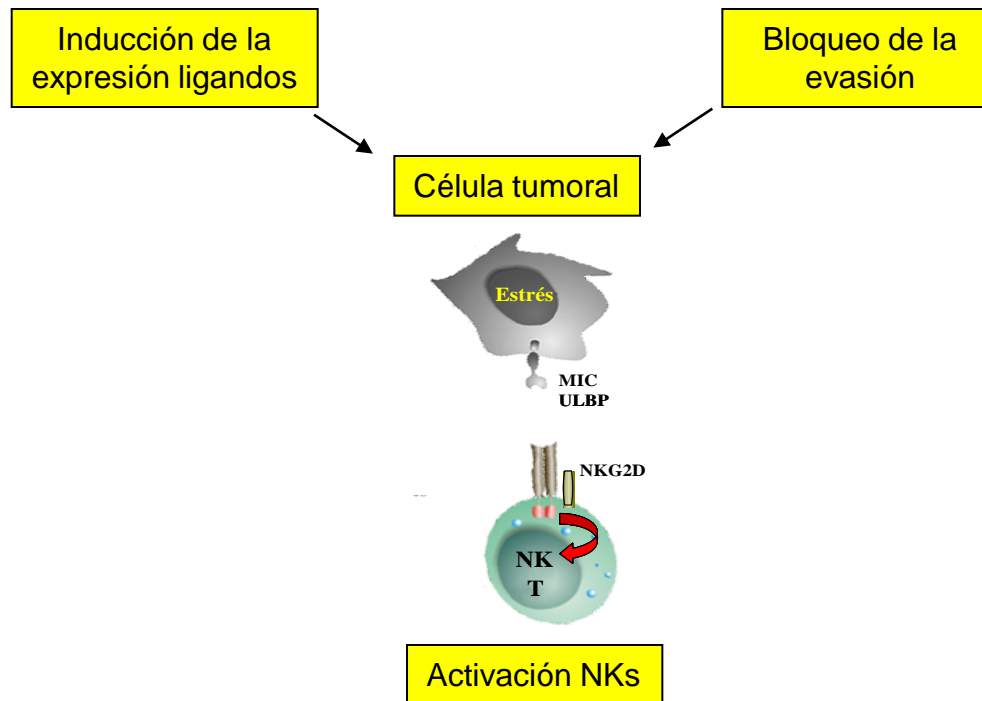 Inducción de la
expresión ligandos
Bloqueo de la
evasión
Célula tumoral
Estrés
MIC
ULBP
NKG2D
NK
T
Activación NKs